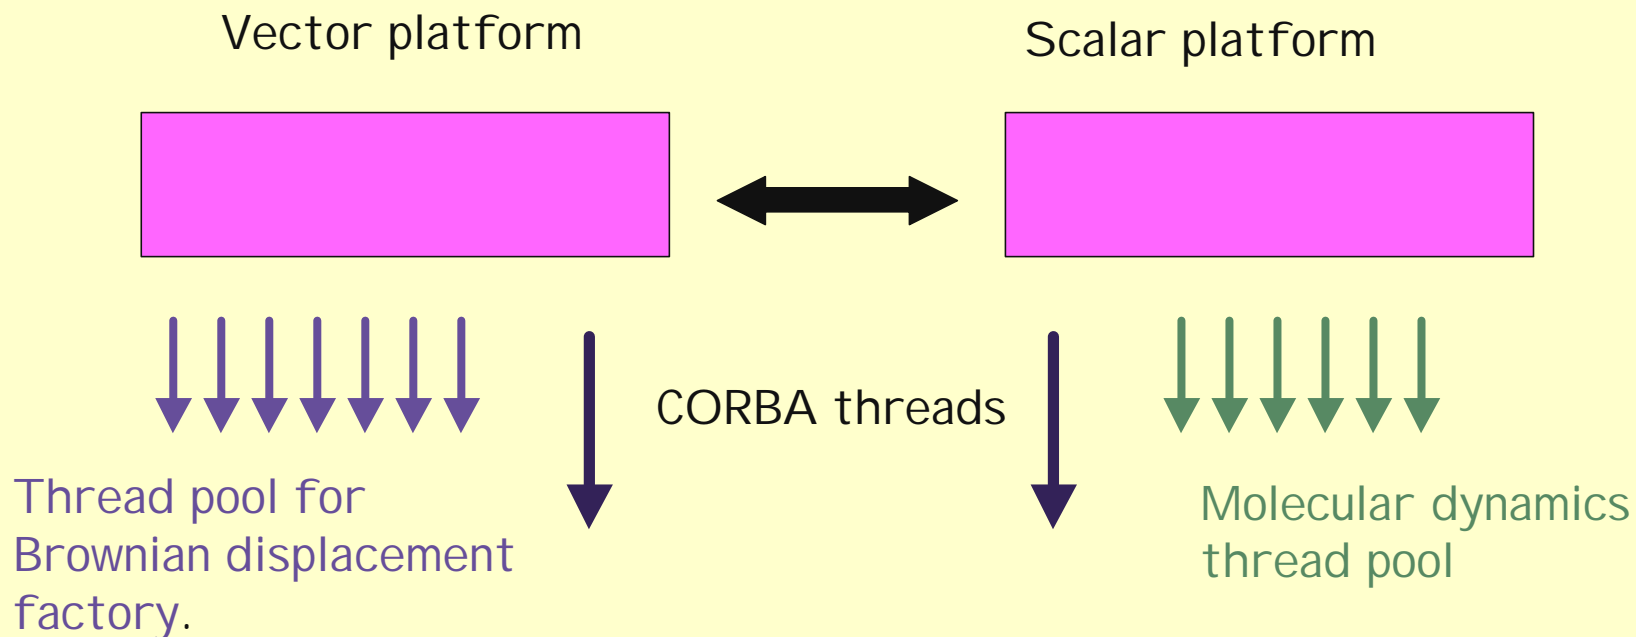 Vector platform
Scalar platform
CORBA threads
Thread pool for
Brownian displacement
factory.
Molecular dynamics
thread pool